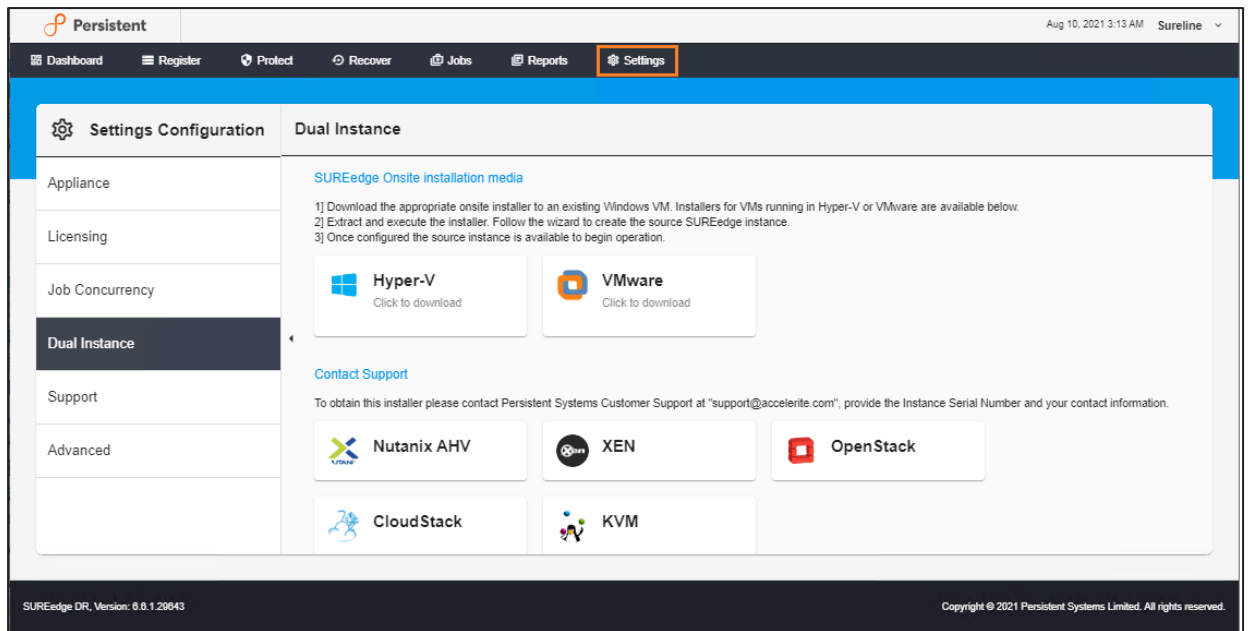 Persistent
Aug 10, 2021 3:13 AM Sureline
Dashboard Register Protect Recover Jobs Reports Settings
Settings Configuration
Dual Instance
Appliance
Licensing
Job Concurrency
Dual Instance
Support
Advanced
SUREedge Onsite installation media
1] Download the appropriate onsite installer to an existing Windows VM. Installers for VMs running in Hyper-V or VMware are available below.
2] Extract and execute the installer. Follow the wizard to create the source SUREedge instance.
3] Once configured the source instance is available to begin operation.
Hyper-V
Click to download
VMware
Click to download
Contact Support
To obtain this installer please contact Persistent Systems Customer Support at "support@accelerite.com", provide the Instance Serial Number and your contact information.
Nutanix AHV
XEN
OpenStack
CloudStack
KVM
SUREedge DR, Version: 6.6.1.29643
Copyright © 2021 Persistent Systems Limited. All rights reserved.